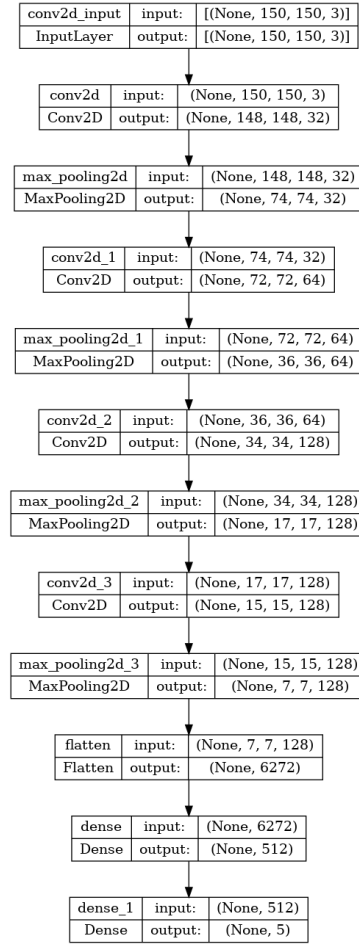 conv2d_input input: [(None, 150, 150, 3)]
InputLayer output: [(None, 150, 150, 3)]
conv2d input: (None, 150, 150, 3)
Conv2D output: (None, 148, 148, 32)
max_pooling2d input: (None, 148, 148, 32)
MaxPooling2D output: (None, 74, 74, 32)
conv2d_1 input: (None, 74, 74, 32)
Conv2D output: (None, 72, 72, 64)
max_pooling2d_1 input: (None, 72, 72, 64)
MaxPooling2D output: (None, 36, 36, 64)
conv2d_2 input: (None, 36, 36, 64)
Conv2D output: (None, 34, 34, 128)
max_pooling2d_2 input: (None, 34, 34, 128)
MaxPooling2D output: (None, 17, 17, 128)
conv2d_3 input: (None, 17, 17, 128)
Conv2D output: (None, 15, 15, 128)
max_pooling2d_3 input: (None, 15, 15, 128)
MaxPooling2D output: (None, 7, 7, 128)
flatten input: (None, 7, 7, 128)
Flatten output: (None, 6272)
dense input: (None, 6272)
Dense output: (None, 512)
dense_1 input: (None, 512)
Dense output: (None, 5)